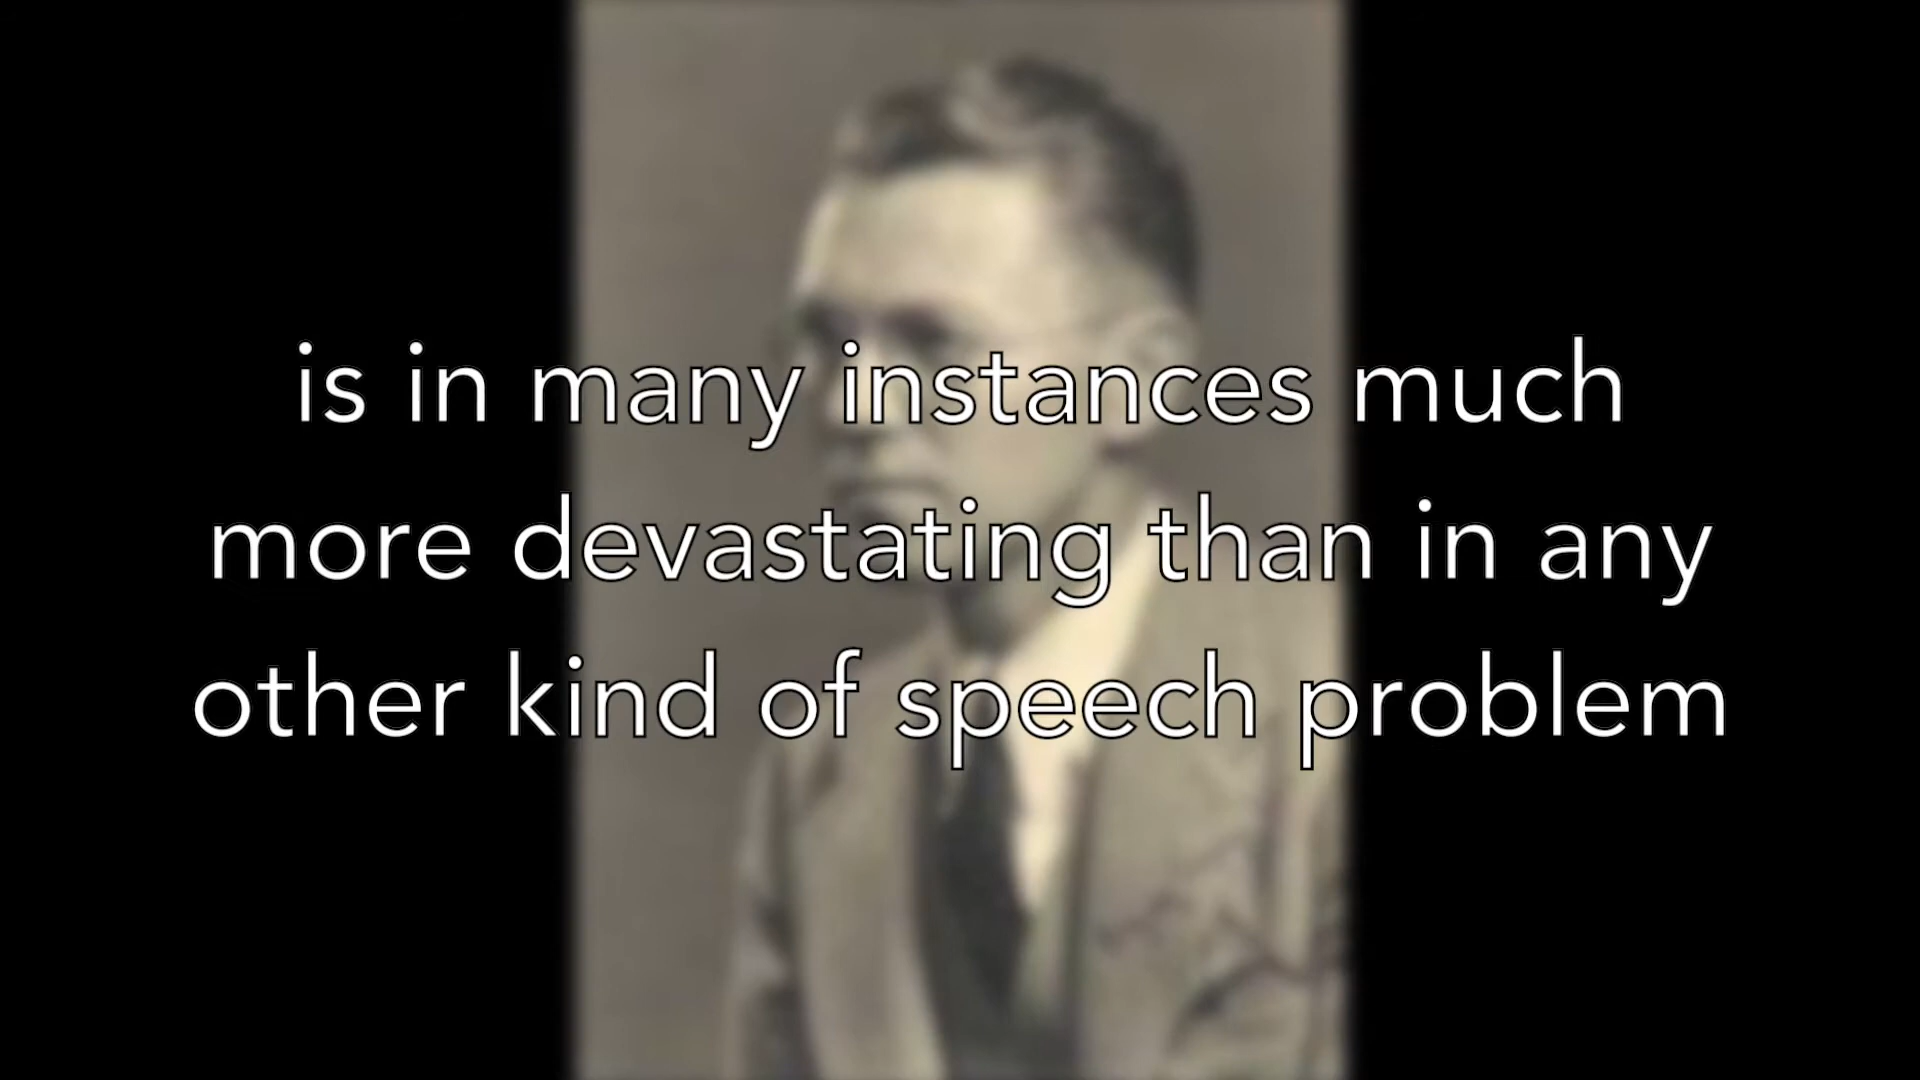 is in many instances much
more devastating than in any
other kind of speech problem